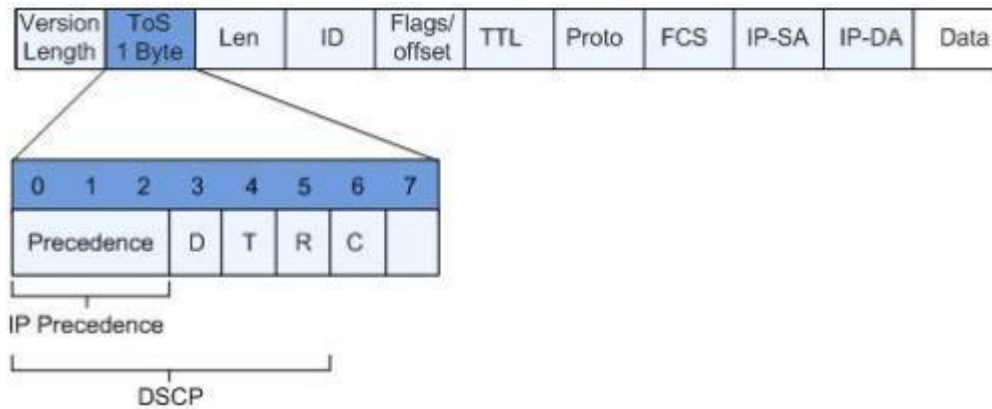 Version Length ToS 1 Byte Len ID Flags/ offset TTL Proto FCS IP-SA IP-DA Data
0 1 2 3 4 5 6 7
Precedence D T R C
IP Precedence
DSCP